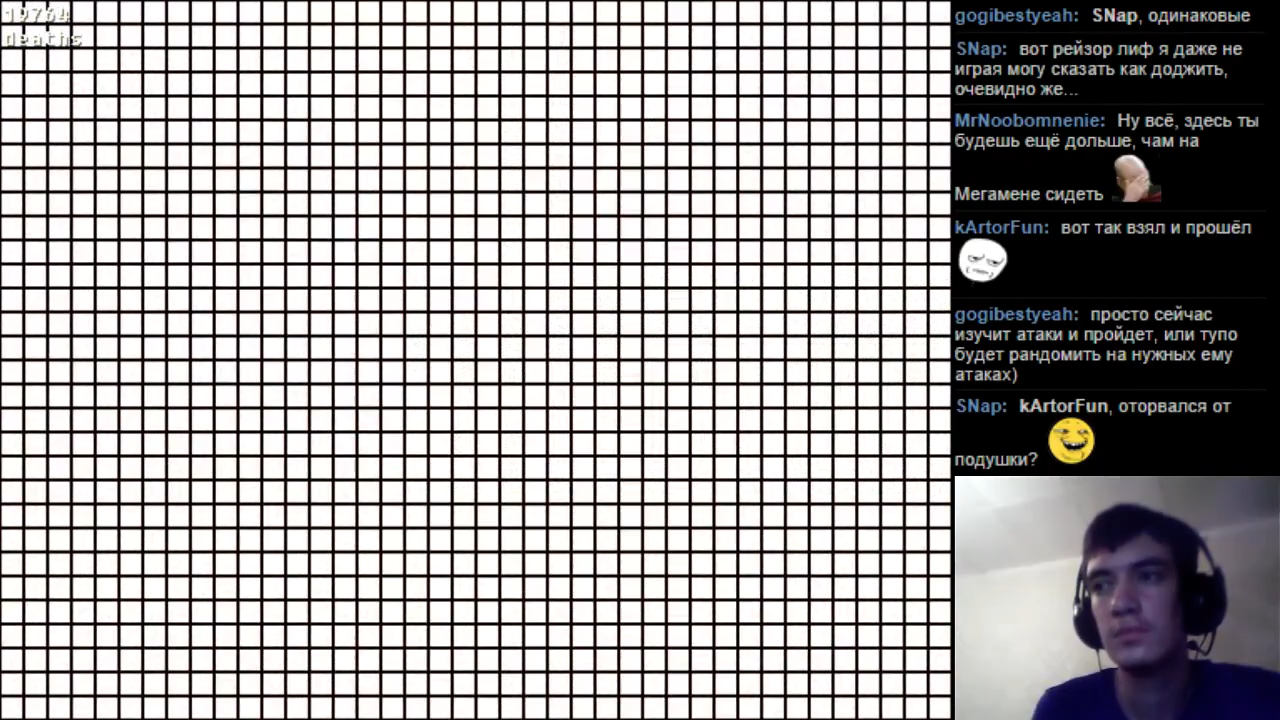 19764
deaths
gogibestyeah: SNap, одинаковые
SNap: вот рейзор лиф я даже не
играя могу сказать как доджить,
очевидно же...
MrNoobomnenie: Ну всё, здесь ты
будешь ещё дольше, чам на
Мегамене сидеть
kArtorFun: вот так взял и прошёл
gogibestyeah: просто сейчас
изучит атаки и пройдет, или тупо
будет рандомить на нужных ему
атаках)
SNap: kArtorFun, оторвался от
подушки?